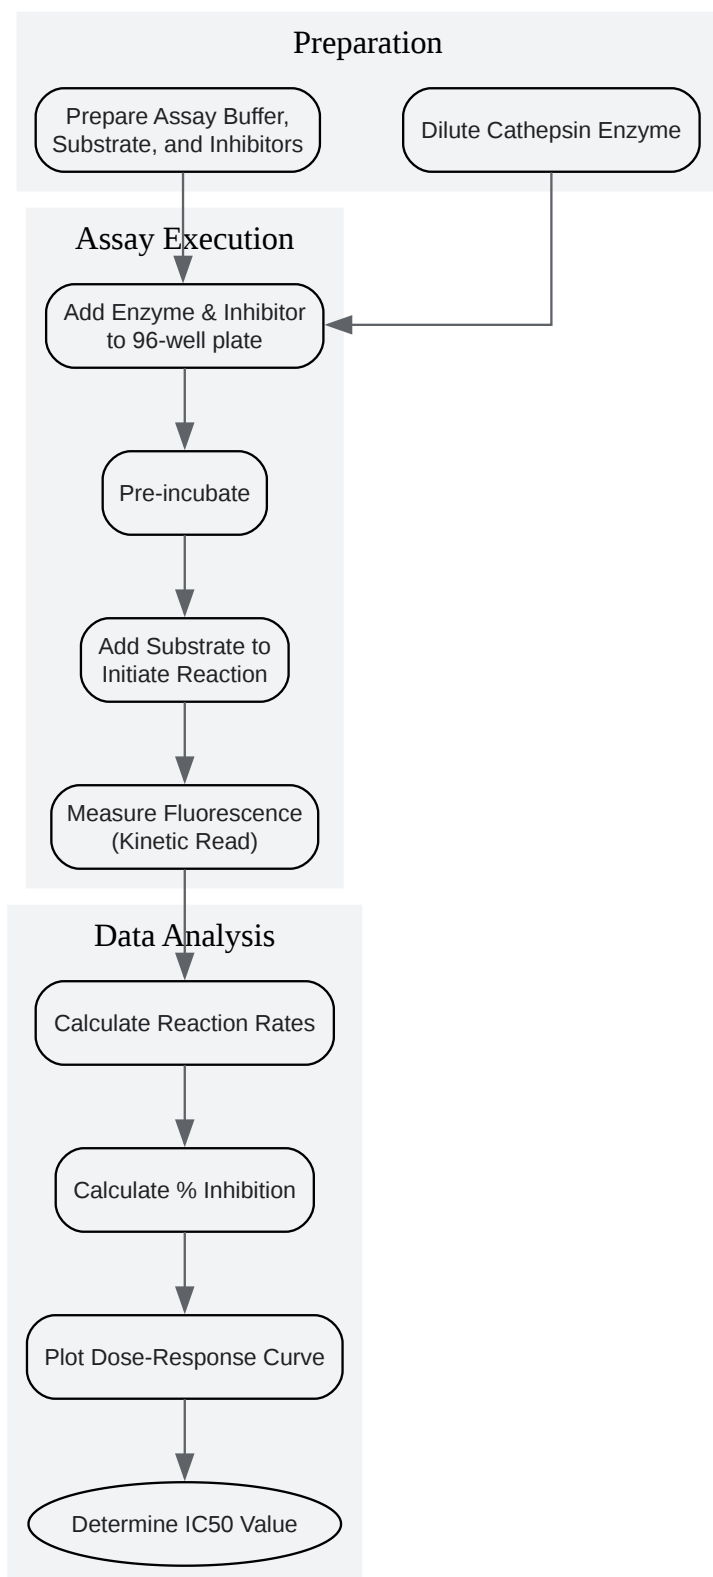 Preparation
Prepare Assay Buffer,
Substrate, and Inhibitors
Dilute Cathepsin Enzyme
Assay Execution
Add Enzyme & Inhibitor
to 96-well plate
Pre-incubate
Add Substrate to
Initiate Reaction
Measure Fluorescence
(Kinetic Read)
Data Analysis
Calculate Reaction Rates
Calculate % Inhibition
Plot Dose-Response Curve
Determine IC50 Value